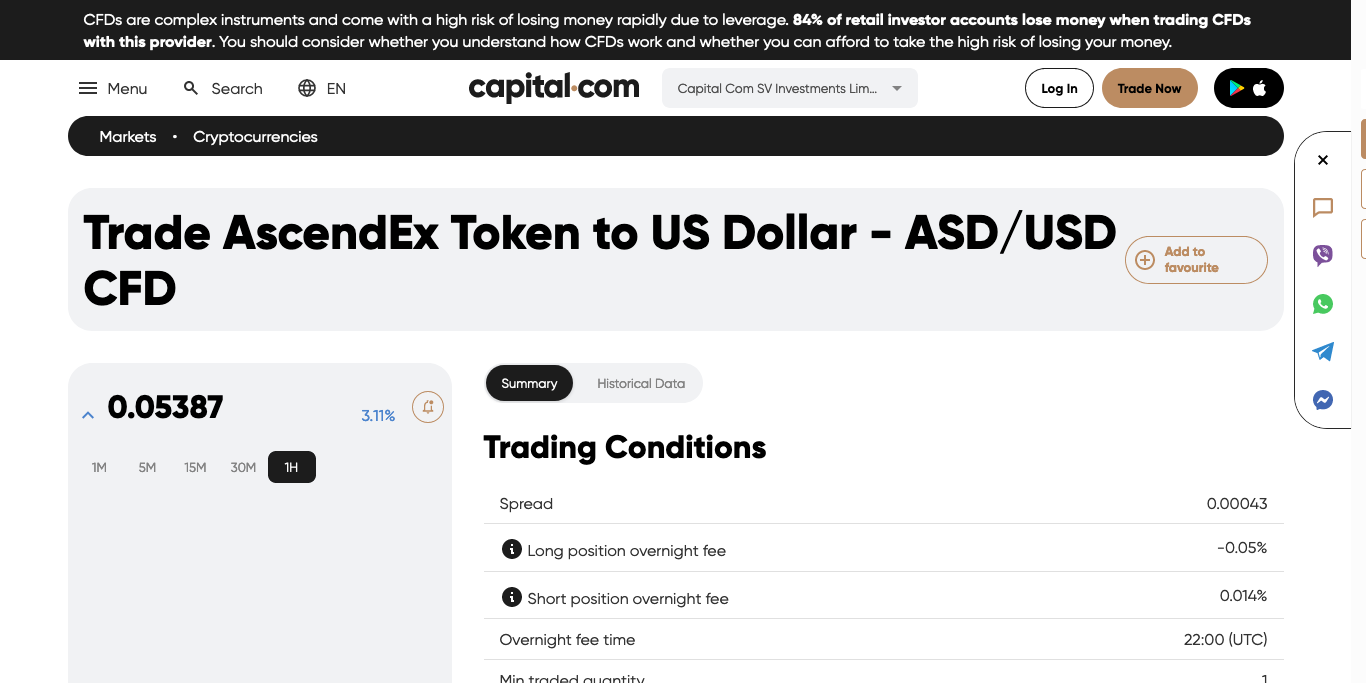 CFDs are complex instruments and come with a high risk of losing money rapidly due to leverage. 84% of retail investor accounts lose money when trading CFDs
with this provider. You should consider whether you understand how CFDs work and whether you can afford to take the high risk of losing your money.
Menu Search EN capital.com Capital Com SV Investments Lim... Log In Trade Now
Markets • Cryptocurrencies
Trade AscendEx Token to US Dollar - ASD/USD
CFD
Add to
favourite
0.05387
3.11%
1M 5M 15M 30M 1H
Summary Historical Data
Trading Conditions
Spread 0.00043
Long position overnight fee -0.05%
Short position overnight fee 0.014%
Overnight fee time 22:00 (UTC)
Min traded quantity 1